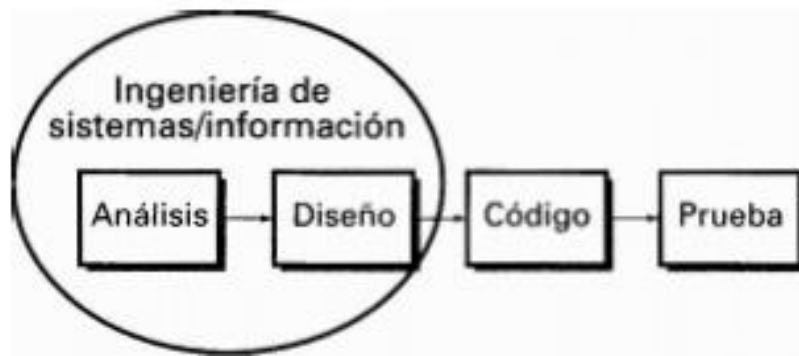 Ingeniería de
sistemas/información
Análisis
Diseño
Código
Prueba